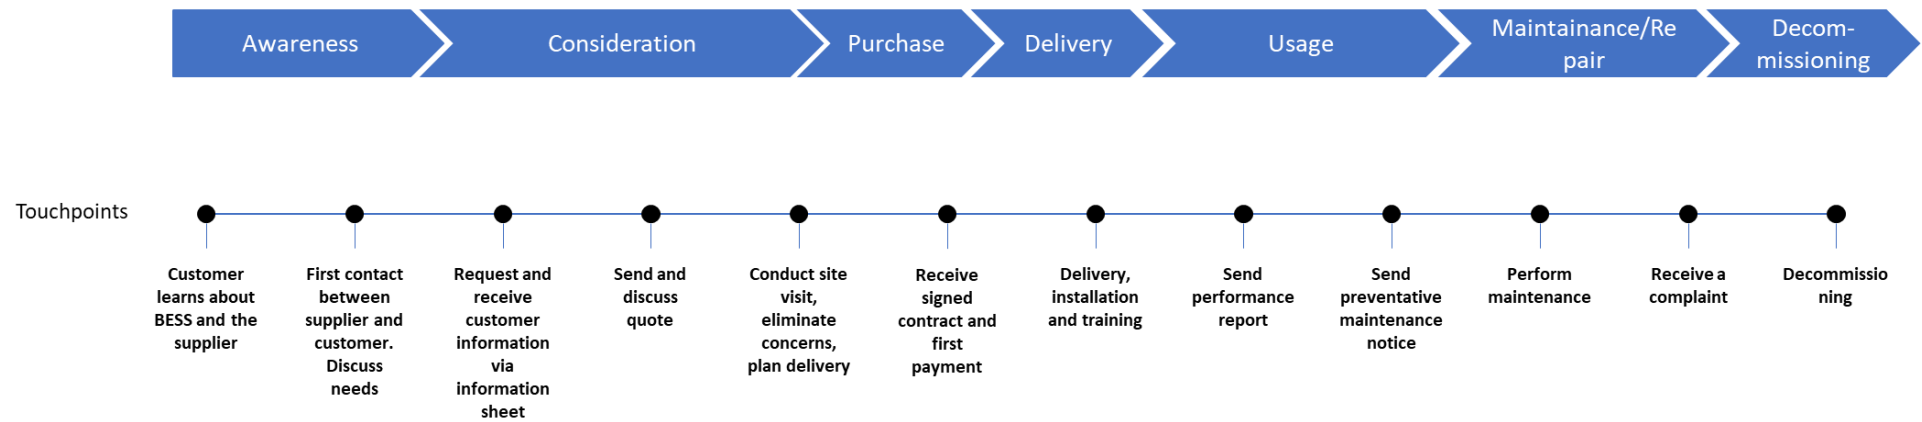 Awareness
Consideration
Purchase
Delivery
Usage
Maintainance/Re
pair
Decom-
missioning
Touchpoints
Customer
learns about
BESS and the
supplier
First contact
between
supplier and
customer.
Discuss
needs
Request and
receive
customer
information
via
information
sheet
Send and
discuss
quote
Conduct site
visit,
eliminate
concerns,
plan delivery
Receive
signed
contract and
first
payment
Delivery,
installation
and training
Send
performance
report
Send
preventative
maintenance
notice
Perform
maintenance
Receive a
complaint
Decommissio
ning